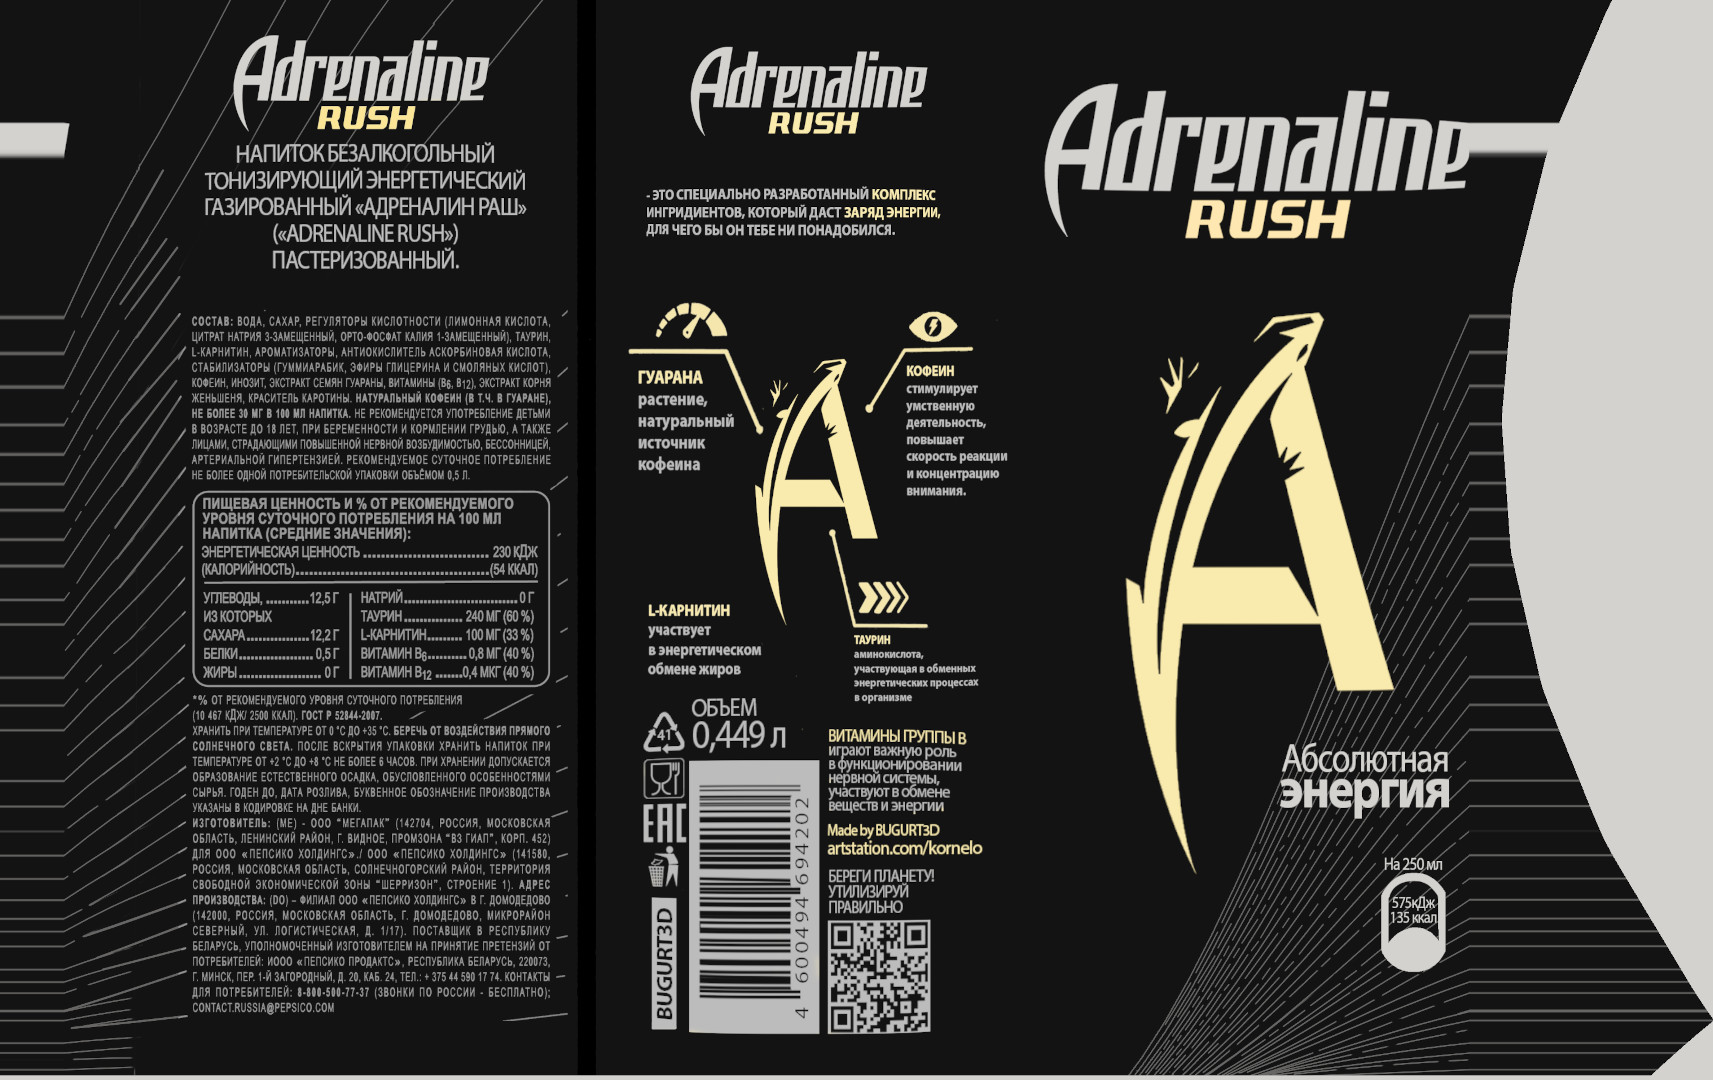 Adrenaline
RUSH
НАПИТОК БЕЗАЛКОГОЛЬНЫЙ
ТОНИЗИРУЮЩИЙ ЭНЕРГЕТИЧЕСКИЙ
ГАЗИРОВАННЫЙ «АДРЕНАЛИН РАШ»
(«ADRENALINE RUSH»)
ПАСТЕРИЗОВАННЫЙ.
СОСТАВ: ВОДА, САХАР, РЕГУЛЯТОРЫ КИСЛОТНОСТИ (ЛИМОННАЯ КИСЛОТА,
ЦИТРАТ НАТРИЯ 3-ЗАМЕЩЕННЫЙ, ОРТО-ФОСФАТ КАЛИЯ 1-ЗАМЕЩЕННЫЙ), ТАУРИН,
L-КАРНИТИН, АРОМАТИЗАТОРЫ, АНТИОКИСЛИТЕЛЬ АСКОРБИНОВАЯ КИСЛОТА,
СТАБИЛИЗАТОРЫ (ГУММИАРАБИК, ЭФИРЫ ГЛИЦЕРИНА И СМОЛЯНЫХ КИСЛОТ),
КОФЕИН, ИНОЗИТ, ЭКСТРАКТ СЕМЯН ГУАРАНЫ, ВИТАМИНЫ (B6, B12), ЭКСТРАКТ КОРНЯ
ЖЕНЬШЕНЯ, КРАСИТЕЛЬ КАРОТИНЫ. НАТУРАЛЬНЫЙ КОФЕИН (В Т.Ч. В ГУАРАНЕ),
НЕ БОЛЕЕ 30 МГ В 100 МЛ НАПИТКА. НЕ РЕКОМЕНДУЕТСЯ УПОТРЕБЛЕНИЕ ДЕТЬМИ
В ВОЗРАСТЕ ДО 18 ЛЕТ, ПРИ БЕРЕМЕННОСТИ И КОРМЛЕНИИ ГРУДЬЮ, А ТАКЖЕ
ЛИЦАМИ, СТРАДАЮЩИМИ ПОВЫШЕННОЙ НЕРВНОЙ ВОЗБУДИМОСТЬЮ, БЕССОННИЦЕЙ,
АРТЕРИАЛЬНОЙ ГИПЕРТЕНЗИЕЙ. РЕКОМЕНДУЕМОЕ СУТОЧНОЕ ПОТРЕБЛЕНИЕ
НЕ БОЛЕЕ ОДНОЙ ПОТРЕБИТЕЛЬСКОЙ УПАКОВКИ ОБЪЁМОМ 0,5 Л.
ПИЩЕВАЯ ЦЕННОСТЬ И % ОТ РЕКОМЕНДУЕМОГО
УРОВНЯ СУТОЧНОГО ПОТРЕБЛЕНИЯ НА 100 МЛ
НАПИТКА (СРЕДНИЕ ЗНАЧЕНИЯ):
ЭНЕРГЕТИЧЕСКАЯ ЦЕННОСТЬ ............................ 230 КДЖ
(КАЛОРИЙНОСТЬ)...........................................(54 ККАЛ)
УГЛЕВОДЫ, ...........12,5 Г
ИЗ КОТОРЫХ
САХАРА..............12,2 Г
БЕЛКИ................. 0,5 Г
ЖИРЫ................... 0 Г
НАТРИЙ..........................0 Г
ТАУРИН ............. 240 МГ (60 %)
L-КАРНИТИН........ 100 МГ (33 %)
ВИТАМИН B6.........0,8 МГ (40 %)
ВИТАМИН B12 ......0,4 МКГ (40 %)
*% ОТ РЕКОМЕНДУЕМОГО УРОВНЯ СУТОЧНОГО ПОТРЕБЛЕНИЯ
(10 467 КДЖ/ 2500 ККАЛ). ГОСТ Р 52844-2007.
ХРАНИТЬ ПРИ ТЕМПЕРАТУРЕ ОТ 0 °С ДО +35 °С. БЕРЕЧЬ ОТ ВОЗДЕЙСТВИЯ ПРЯМОГО
СОЛНЕЧНОГО СВЕТА. ПОСЛЕ ВСКРЫТИЯ УПАКОВКИ ХРАНИТЬ НАПИТОК ПРИ
ТЕМПЕРАТУРЕ ОТ +2 °С ДО +8 °С НЕ БОЛЕЕ 6 ЧАСОВ. ПРИ ХРАНЕНИИ ДОПУСКАЕТСЯ
ОБРАЗОВАНИЕ ЕСТЕСТВЕННОГО ОСАДКА, ОБУСЛОВЛЕННОГО ОСОБЕННОСТЯМИ
СЫРЬЯ. ГОДЕН ДО, ДАТА РОЗЛИВА, БУКВЕННОЕ ОБОЗНАЧЕНИЕ ПРОИЗВОДСТВА
УКАЗАНЫ В КОДИРОВКЕ НА ДНЕ БАНКИ.
ИЗГОТОВИТЕЛЬ: (МЕ) - ООО "МЕГАПАК" (142704, РОССИЯ, МОСКОВСКАЯ
ОБЛАСТЬ, ЛЕНИНСКИЙ РАЙОН, Г. ВИДНОЕ, ПРОМЗОНА "ВЗ ГИАП", КОРП. 452)
ДЛЯ ООО «ПЕПСИКО ХОЛДИНГС»./ ООО «ПЕПСИКО ХОЛДИНГС» (141580,
РОССИЯ, МОСКОВСКАЯ ОБЛАСТЬ, СОЛНЕЧНОГОРСКИЙ РАЙОН, ТЕРРИТОРИЯ
СВОБОДНОЙ ЭКОНОМИЧЕСКОЙ ЗОНЫ "ШЕРРИЗОН", СТРОЕНИЕ 1). АДРЕС
ПРОИЗВОДСТВА: (DO) – ФИЛИАЛ ООО «ПЕПСИКО ХОЛДИНГС» В Г. ДОМОДЕДОВО
(142000, РОССИЯ, МОСКОВСКАЯ ОБЛАСТЬ, Г. ДОМОДЕДОВО, МИКРОРАЙОН
СЕВЕРНЫЙ, УЛ. ЛОГИСТИЧЕСКАЯ, Д. 1/17). ПОСТАВЩИК В РЕСПУБЛИКУ
БЕЛАРУСЬ, УПОЛНОМОЧЕННЫЙ ИЗГОТОВИТЕЛЕМ НА ПРИНЯТИЕ ПРЕТЕНЗИЙ ОТ
ПОТРЕБИТЕЛЕЙ: ИООО «ПЕПСИКО ПРОДАКТС», РЕСПУБЛИКА БЕЛАРУСЬ, 220073,
Г. МИНСК, ПЕР. 1-Й ЗАГОРОДНЫЙ, Д. 20, КАБ. 24, ТЕЛ.: + 375 44 590 17 74. КОНТАКТЫ
ДЛЯ ПОТРЕБИТЕЛЕЙ: 8-800-500-77-37 (ЗВОНКИ ПО РОССИИ - БЕСПЛАТНО);
CONTACT.RUSSIA@PEPSICO.COM
Adrenaline
RUSH
- ЭТО СПЕЦИАЛЬНО РАЗРАБОТАННЫЙ КОМПЛЕКС
ИНГРИДИЕНТОВ, КОТОРЫЙ ДАСТ ЗАРЯД ЭНЕРГИИ,
ДЛЯ ЧЕГО БЫ ОН ТЕБЕ НИ ПОНАДОБИЛСЯ.
ГУАРАНА
растение,
натуральный
источник
кофеина
КОФЕИН
стимулирует
умственную
деятельность,
повышает
скорость реакции
и концентрацию
внимания.
L-КАРНИТИН
участвует
в энергетическом
обмене жиров
ТАУРИН
аминокислота,
участвующая в обменных
энергетических процессах
в организме
41
ОБЪЕМ
0,449 л
EAC
BUGURT3D
4 600494 694202
ВИТАМИНЫ ГРУППЫ В
играют важную роль
в функционировании
нервной системы,
участвуют в обмене
веществ и энергии
Made by BUGURT3D
artstation.com/kornelo
БЕРЕГИ ПЛАНЕТУ!
УТИЛИЗИРУЙ
ПРАВИЛЬНО
Adrenaline
RUSH
Абсолютная
энергия
На 250 мл
575кДж
135 ккал